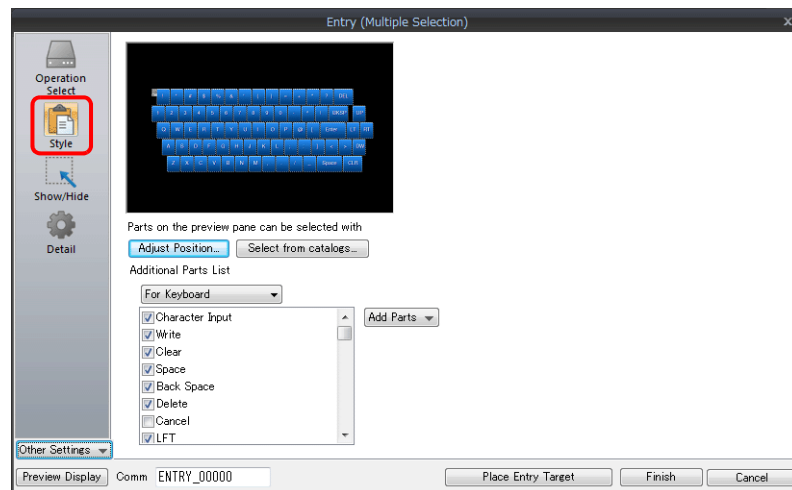 Entry (Multiple Selection)
Operation
Select
Style
Show/Hide
Detail
Parts on the preview pane can be selected with
Adjust Position... Select from catalogs...
Additional Parts List
For Keyboard
Character Input
Add Parts
Write
Clear
Space
Back Space
Delete
Cancel
LFT
Other Settings
Preview Display Comm ENTRY_00000 Place Entry Target Finish Cancel